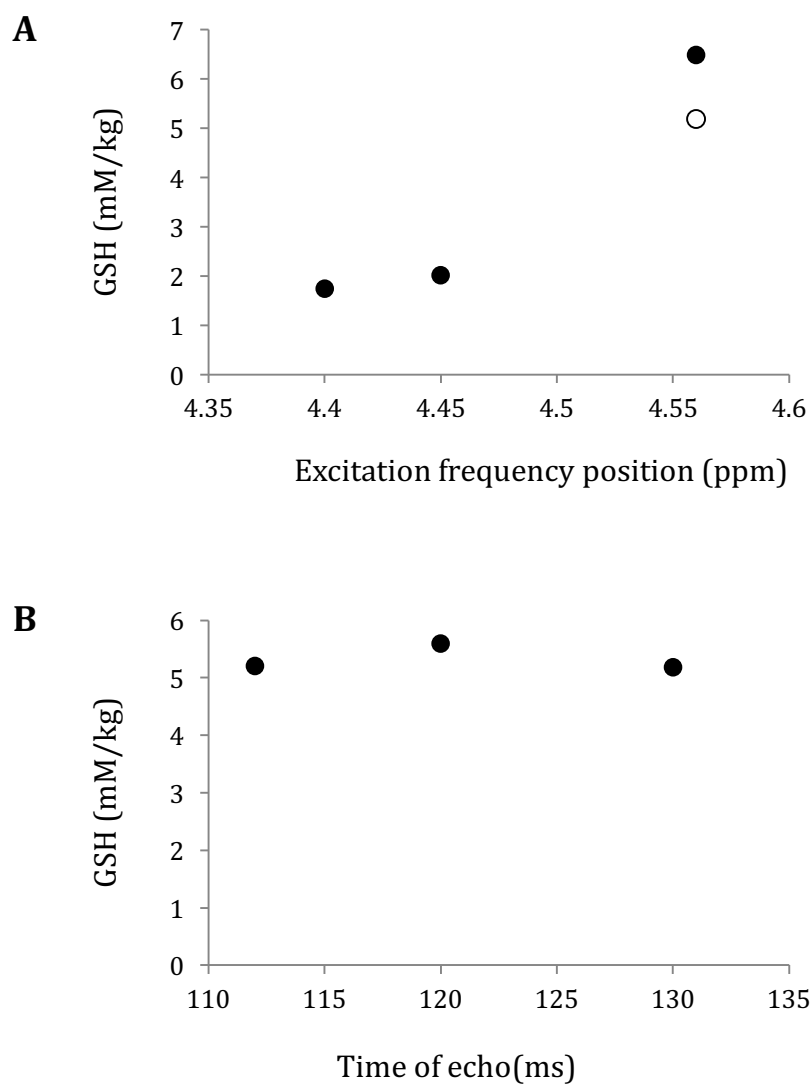 A
7
6
5
4
3
2
1
0
GSH (mM/kg)
4.35 4.4 4.45 4.5 4.55 4.6
Excitation frequency position (ppm)
B
6
5
4
3
2
1
0
GSH (mM/kg)
110 115 120 125 130 135
Time of echo(ms)